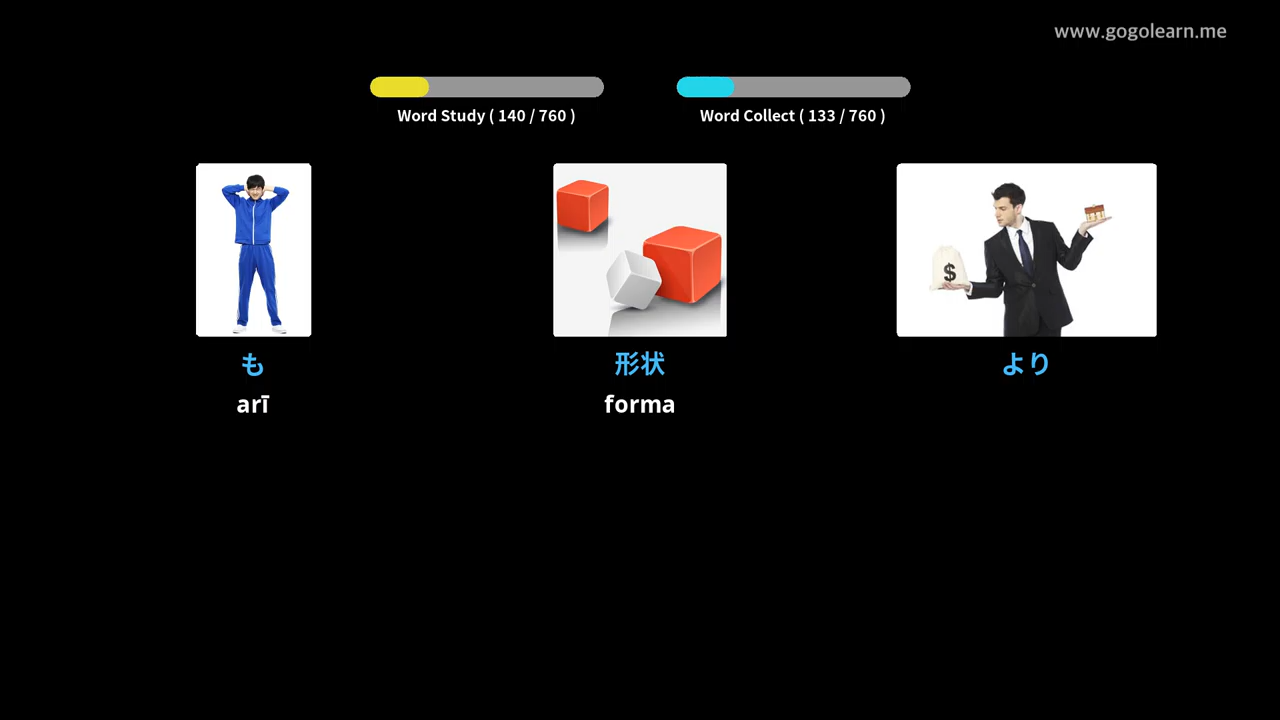 www.gogolearn.me
Word Study ( 140 / 760 )
Word Collect ( 133 / 760 )
も
形状
より
arī
forma
$